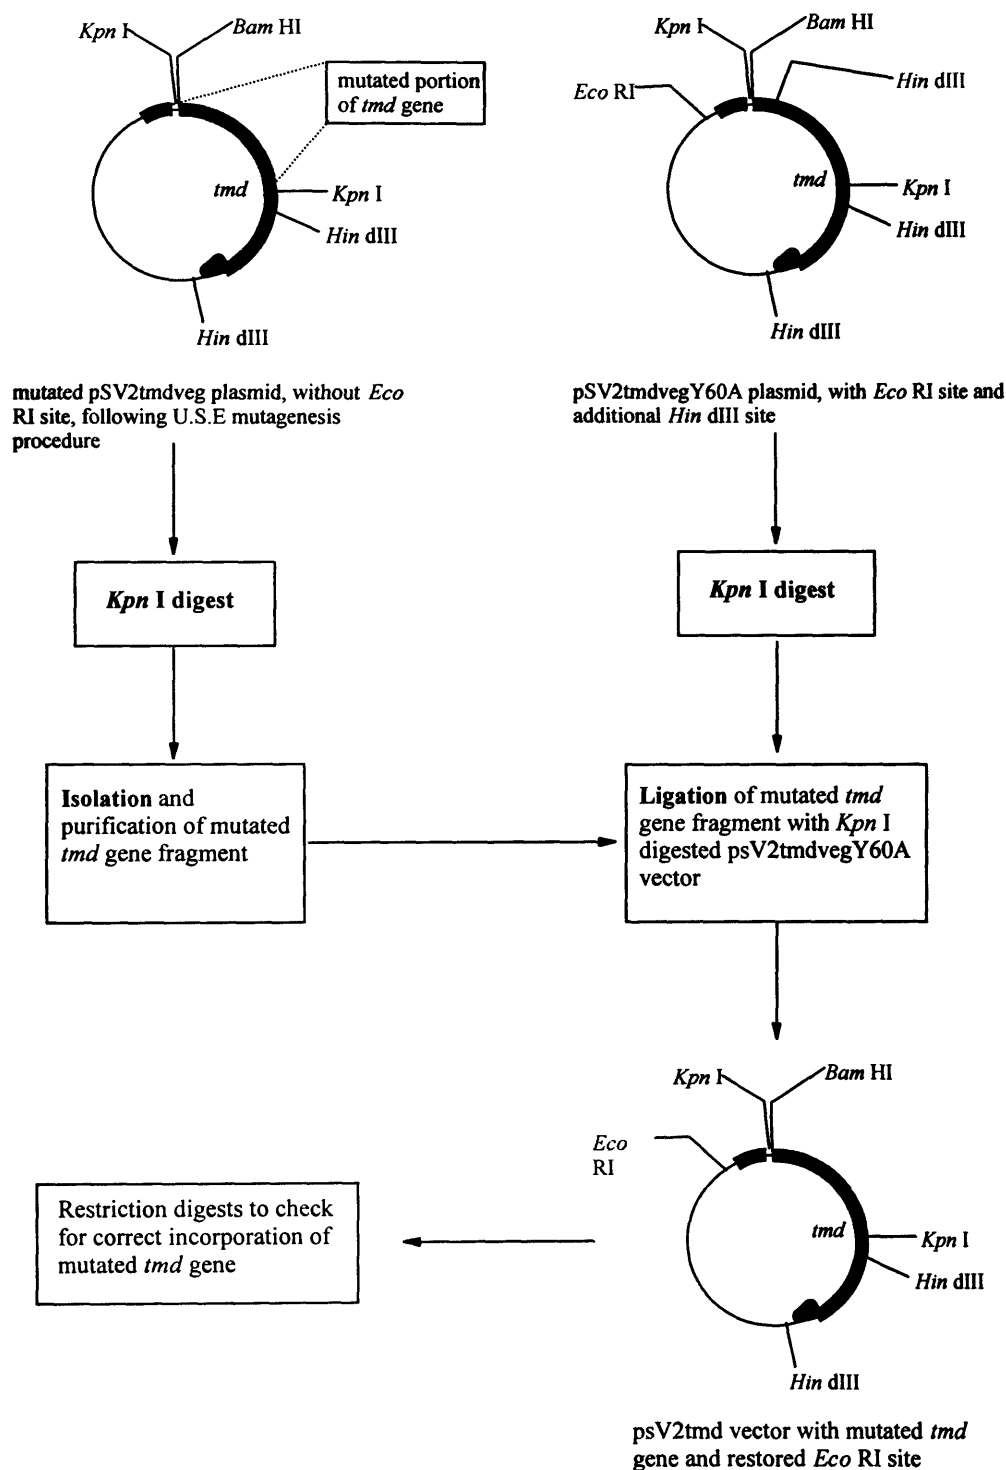 Kpn I
Bam HI
mutated portion
of tmd gene
tmd
Kpn I
Hin dIII
Hin dIII
Kpn I
Bam HI
Eco RI
Hin dIII
tmd
Kpn I
Hin dIII
Hin dIII
mutated pSV2tmdveg plasmid, without Eco
RI site, following U.S.E mutagenesis
procedure
pSV2tmdvegY60A plasmid, with Eco RI site and
additional Hin dIII site
Kpn I digest
Kpn I digest
Isolation and
purification of mutated
tmd gene fragment
Ligation of mutated tmd
gene fragment with Kpn I
digested psV2tmdvegY60A
vector
Kpn I
Bam HI
Eco
RI
tmd
Kpn I
Hin dIII
Hin dIII
Restriction digests to check
for correct incorporation of
mutated tmd gene
psV2tmd vector with mutated tmd
gene and restored Eco RI site